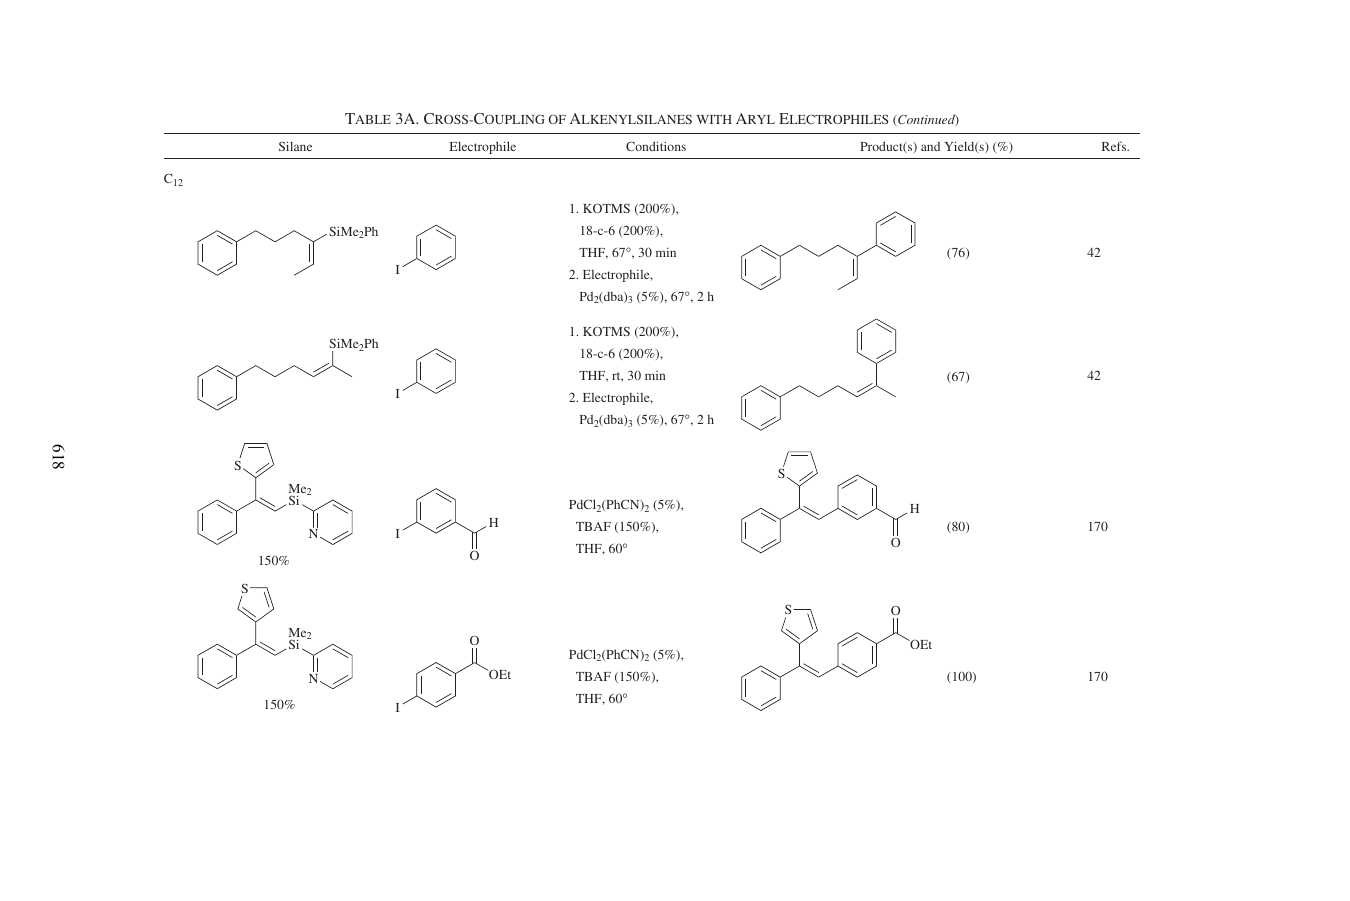 TABLE 3A. CROSS-COUPLING OF ALKENYLSILANES WITH ARYL ELECTROPHILES (Continued)
Silane Electrophile Conditions Product(s) and Yield(s) (%) Refs.
C12
SiMe2Ph
I
1. KOTMS (200%),
18-c-6 (200%),
THF, 67°, 30 min
2. Electrophile,
Pd2(dba)3 (5%), 67°, 2 h
(76)
42
SiMe2Ph
I
1. KOTMS (200%),
18-c-6 (200%),
THF, rt, 30 min
2. Electrophile,
Pd2(dba)3 (5%), 67°, 2 h
(67)
42
618
S
Me2
Si
N
150%
I
H
O
PdCl2(PhCN)2 (5%),
TBAF (150%),
THF, 60°
S
H
O
(80)
170
S
Me2
Si
N
150%
O
OEt
I
PdCl2(PhCN)2 (5%),
TBAF (150%),
THF, 60°
S
O
OEt
(100)
170